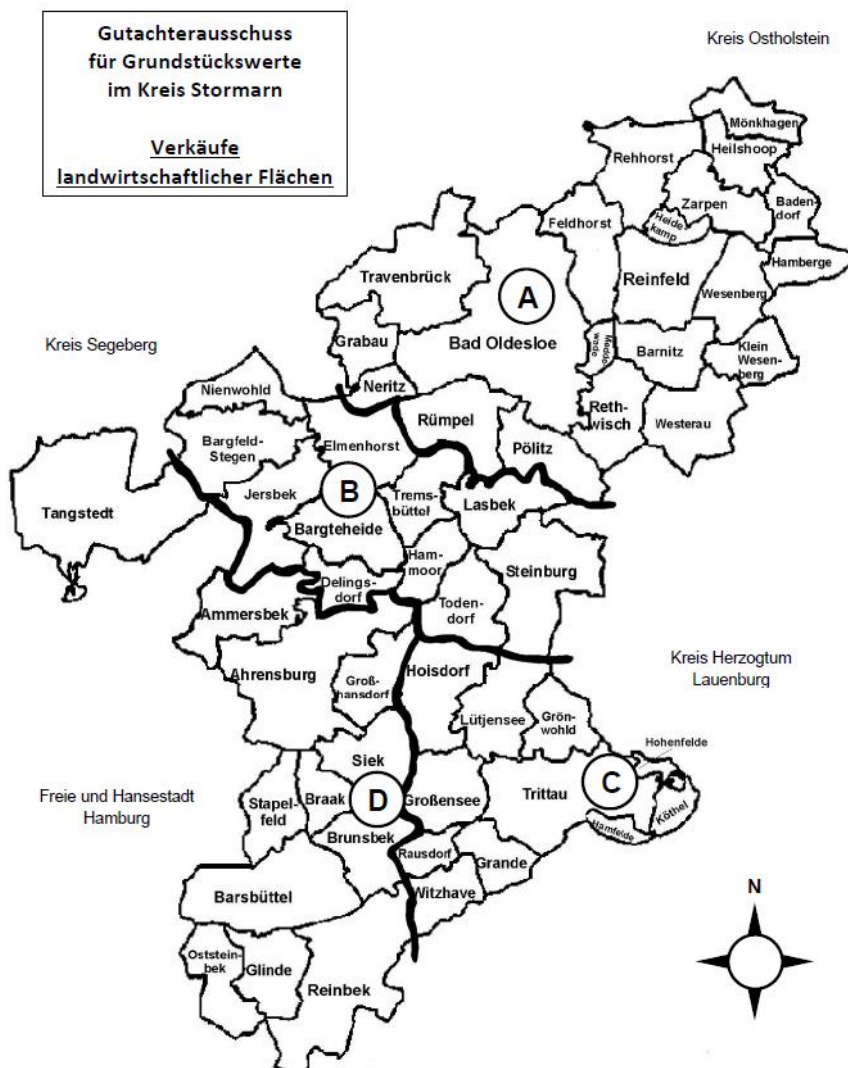 Gutachterausschuss
für Grundstückswerte
im Kreis Stormarn
Verkäufe
landwirtschaftlicher Flächen
Kreis Ostholstein
Mönkhagen
Rehhorst
Heilshoop
Zarpen
Baden-
dorf
Feldhorst
Heide
kamp
Hamberge
Travenbrück
A
Reinfeld
Wesenberg
Kreis Segeberg
Grabau
Bad Oldesloe
Meddewade
Barnitz
Klein
Wesen-
berg
Nienwohld
Neritz
Rümpel
Reth-
wisch
Westerau
Bargfeld-
Stegen
Elmenhorst
Pölitz
Jersbek
B
Trems-
büttel
Lasbek
Tangstedt
Bargteheide
Ham-
moor
Steinburg
Delings-
dorf
Toden-
dorf
Ammersbek
Ahrensburg
Groß-
hansdorf
Hoisdorf
Kreis Herzogtum
Lauenburg
Lütjensee
Grön-
wohld
Hohenfelde
Siek
Freie und Hansestadt
Hamburg
Stapel-
feld
Braak
D
Großensee
Trittau
C
Köthel
Hamfelde
Brunsbek
Rausdorf
Grande
Witzhave
Barsbüttel
N
Oststein-
bek
Glinde
Reinbek